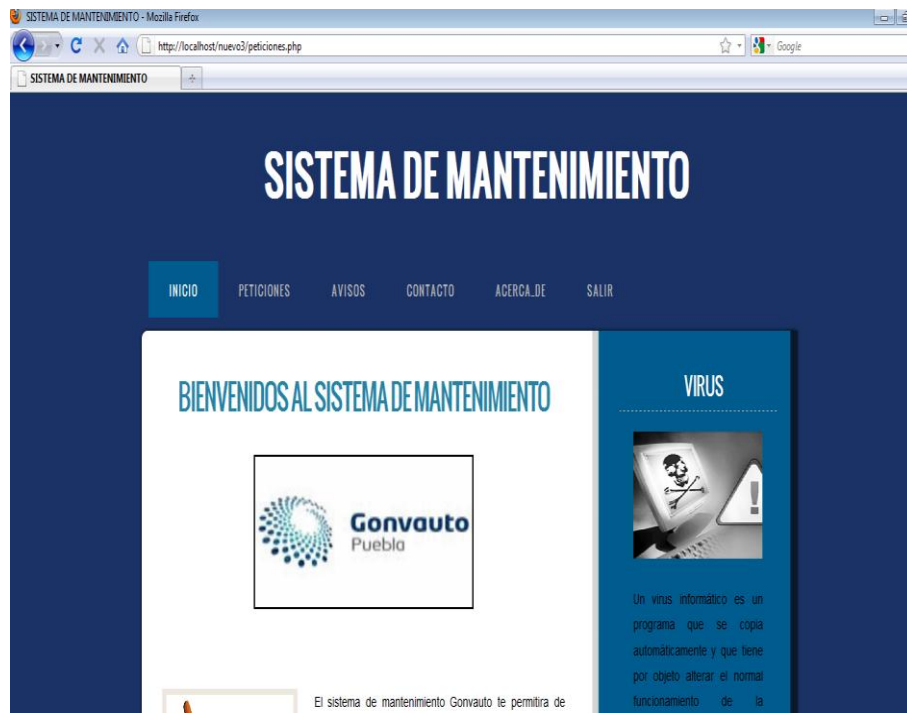 SISTEMA DE MANTENIMIENTO - Mozilla Firefox
http://localhost/nuevo3/peticiones.php
Google
SISTEMA DE MANTENIMIENTO
SISTEMA DE MANTENIMIENTO
INICIO PETICIONES AVISOS CONTACTO ACERCA_DE SALIR
BIENVENIDOS AL SISTEMA DE MANTENIMIENTO
Gonvauto
Puebla
El sistema de mantenimiento Gonvauto te permitira de
VIRUS
Un virus informático es un
programa que se copia
automáticamente y que tiene
por objeto alterar el normal
funcionamiento de la